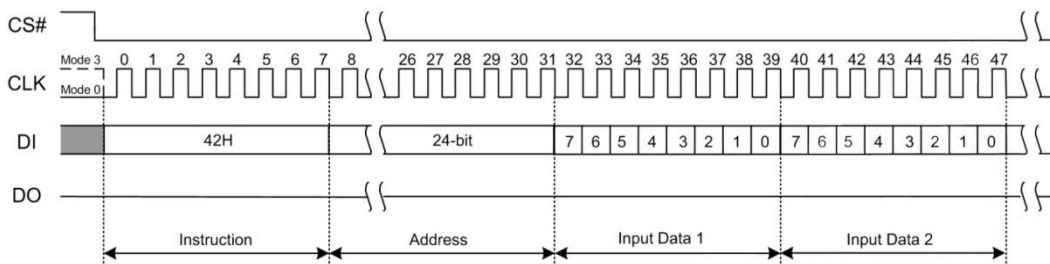 CS#
Mode 3 0 1 2 3 4 5 6 7 8 26 27 28 29 30 31 32 33 34 35 36 37 38 39 40 41 42 43 44 45 46 47
CLK
Mode 0
DI 42H 24-bit 7 6 5 4 3 2 1 0 7 6 5 4 3 2 1 0
DO
Instruction Address Input Data 1 Input Data 2